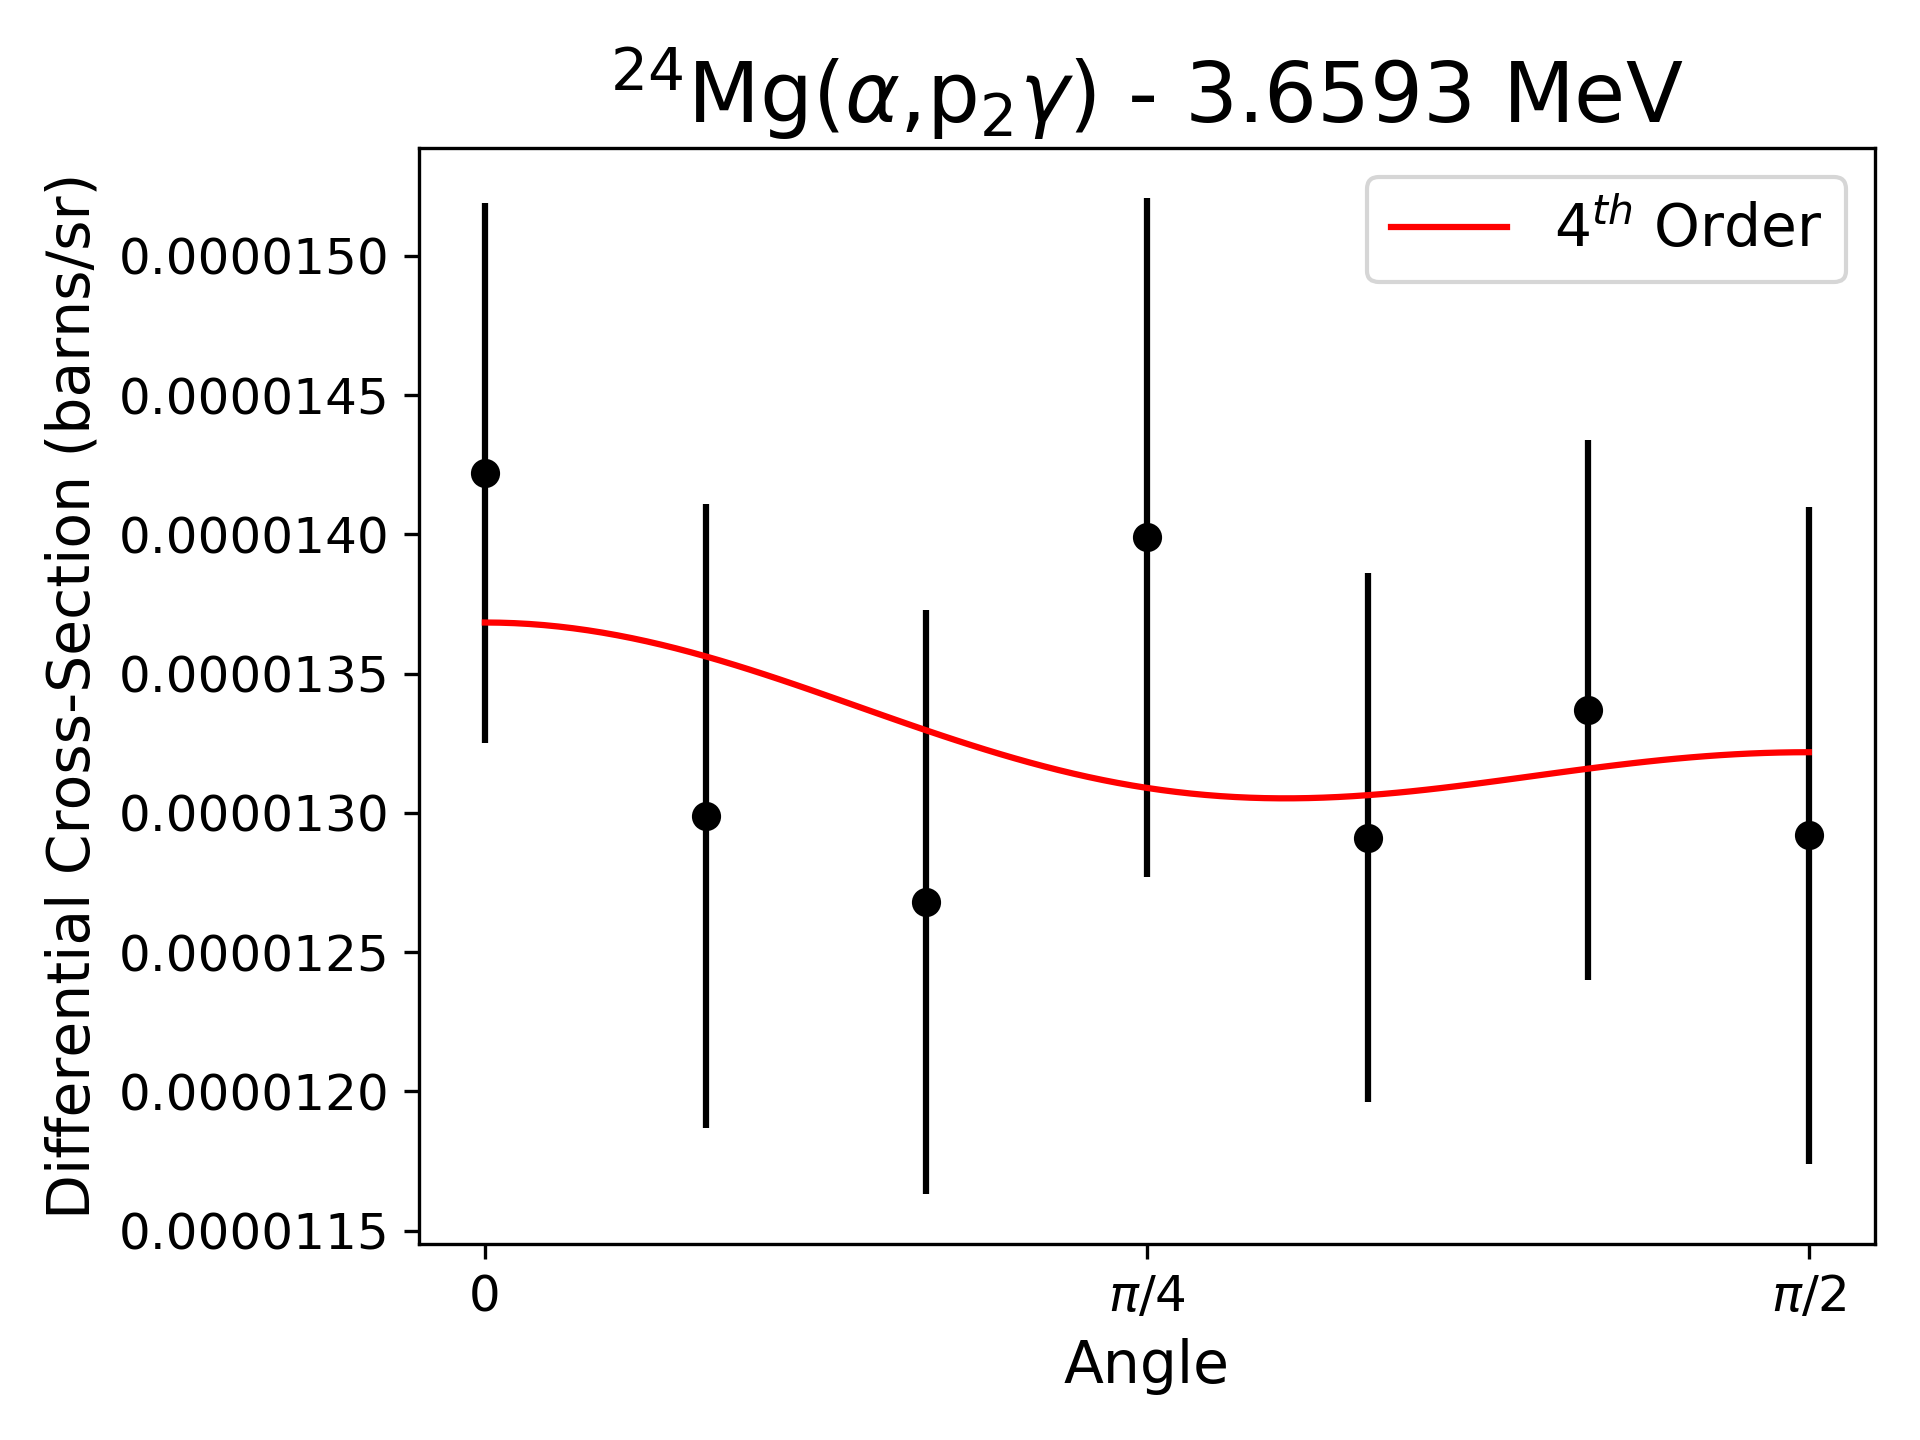 ²⁴Mg(α,p₂γ) - 3.6593 MeV
4ᵗʰ Order
Differential Cross-Section (barns/sr)
0.0000150
0.0000145
0.0000140
0.0000135
0.0000130
0.0000125
0.0000120
0.0000115
0 π/4 π/2
Angle